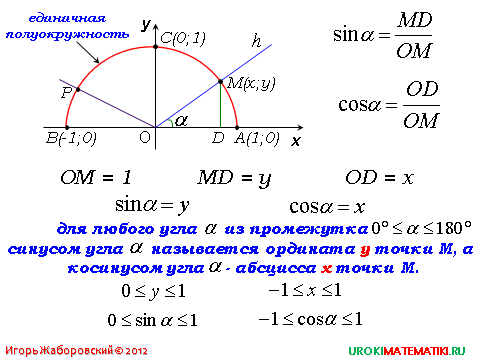 единичная
полуокружность
y
C(0;1)
h
M(x;y)
P
α
B(-1;0)
O
D
A(1;0)
x
sinα = MD/OM
cosα = OD/OM
OM = 1 MD = y OD = x
sinα = y cosα = x
для любого угла α из промежутка 0° ≤ α ≤ 180°
синусом угла α называется ордината y точки М, а
косинусом угла α - абсцисса x точки М.
0 ≤ y ≤ 1 −1 ≤ x ≤ 1
0 ≤ sinα ≤ 1 −1 ≤ cosα ≤ 1
Игорь Жаборовский © 2012
UROKIMATEMATIKI.RU